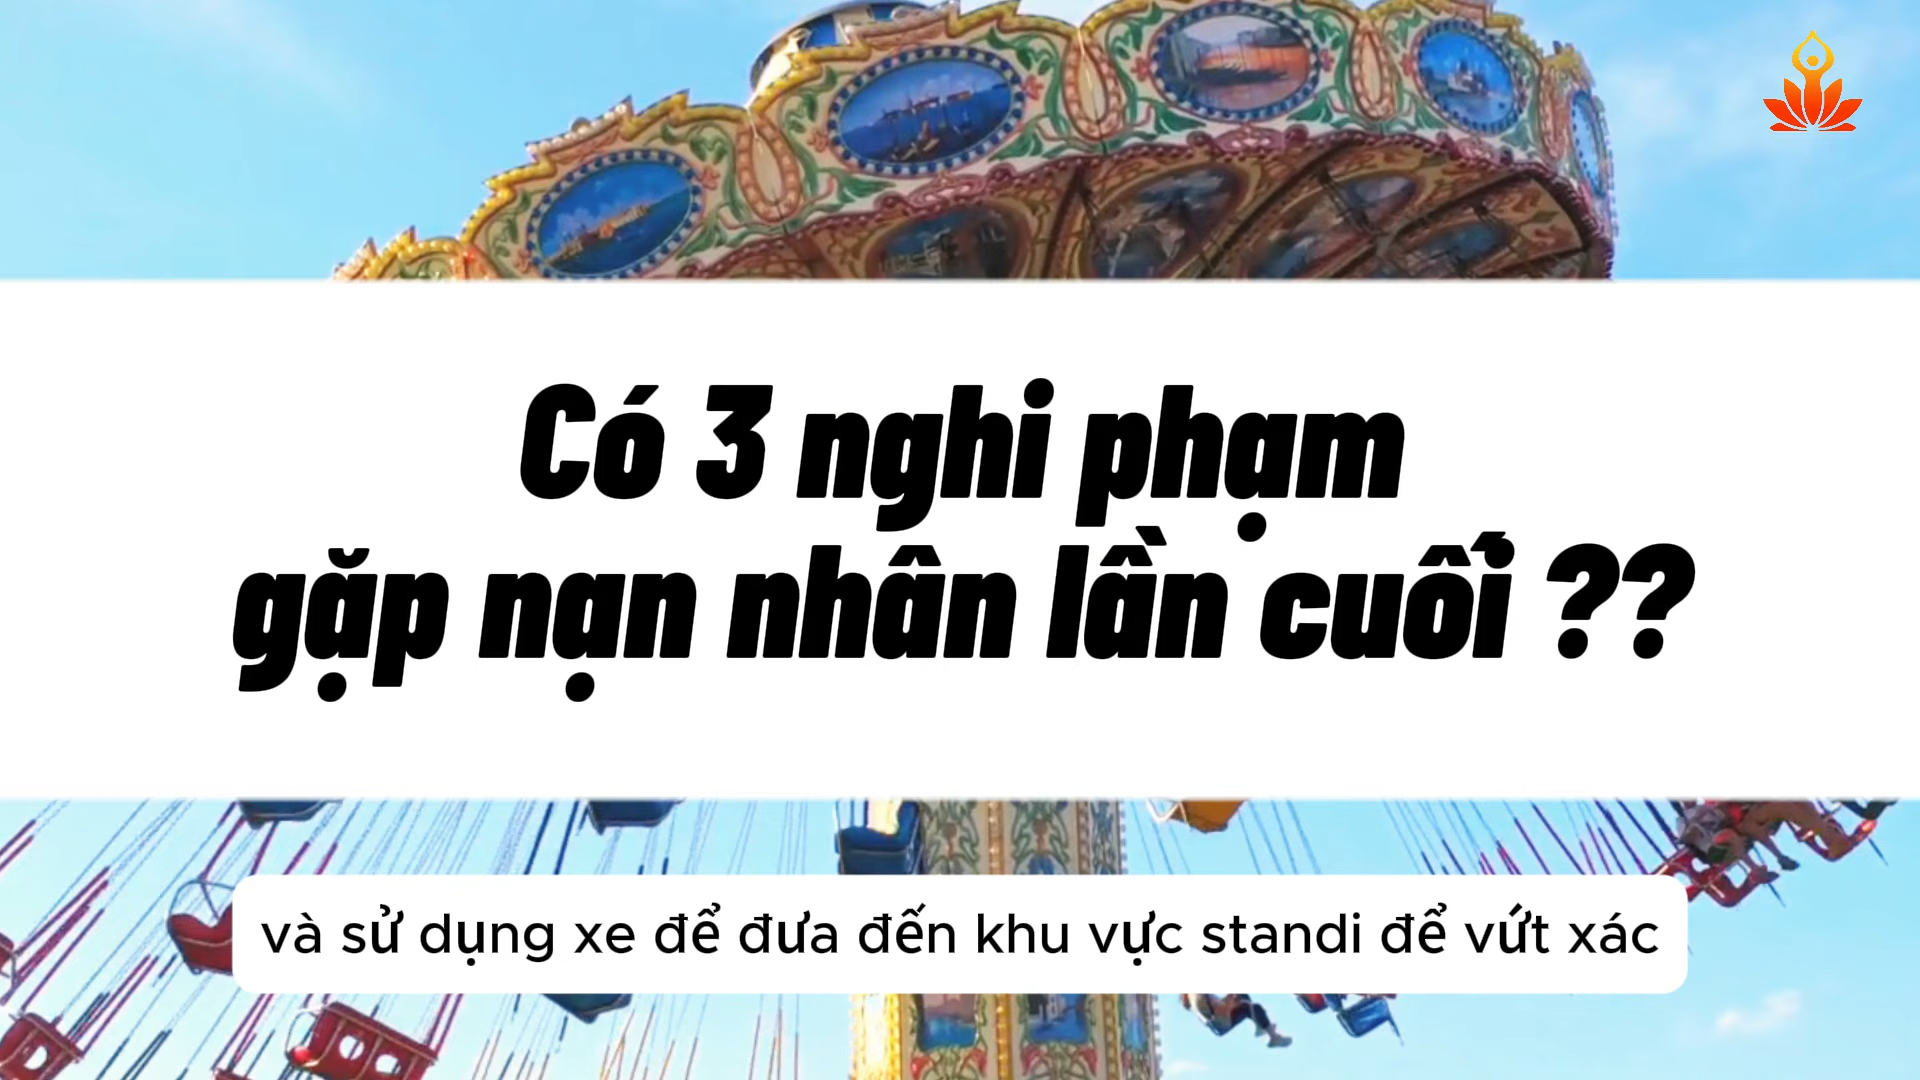 Có 3 nghi phạm
gặp nạn nhân lần cuối ??
và sử dụng xe để đưa đến khu vực standi để vứt xác